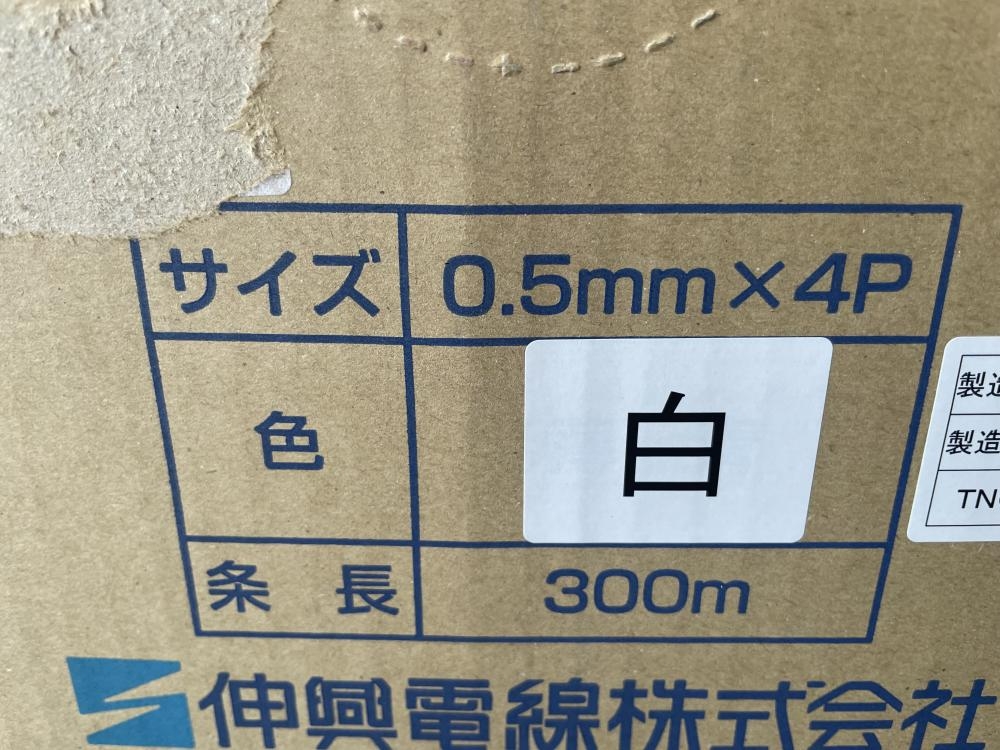 サイズ 0.5mm×4P
色 白
条 長 300m
製造
製造
TN
伸興電線株式会社